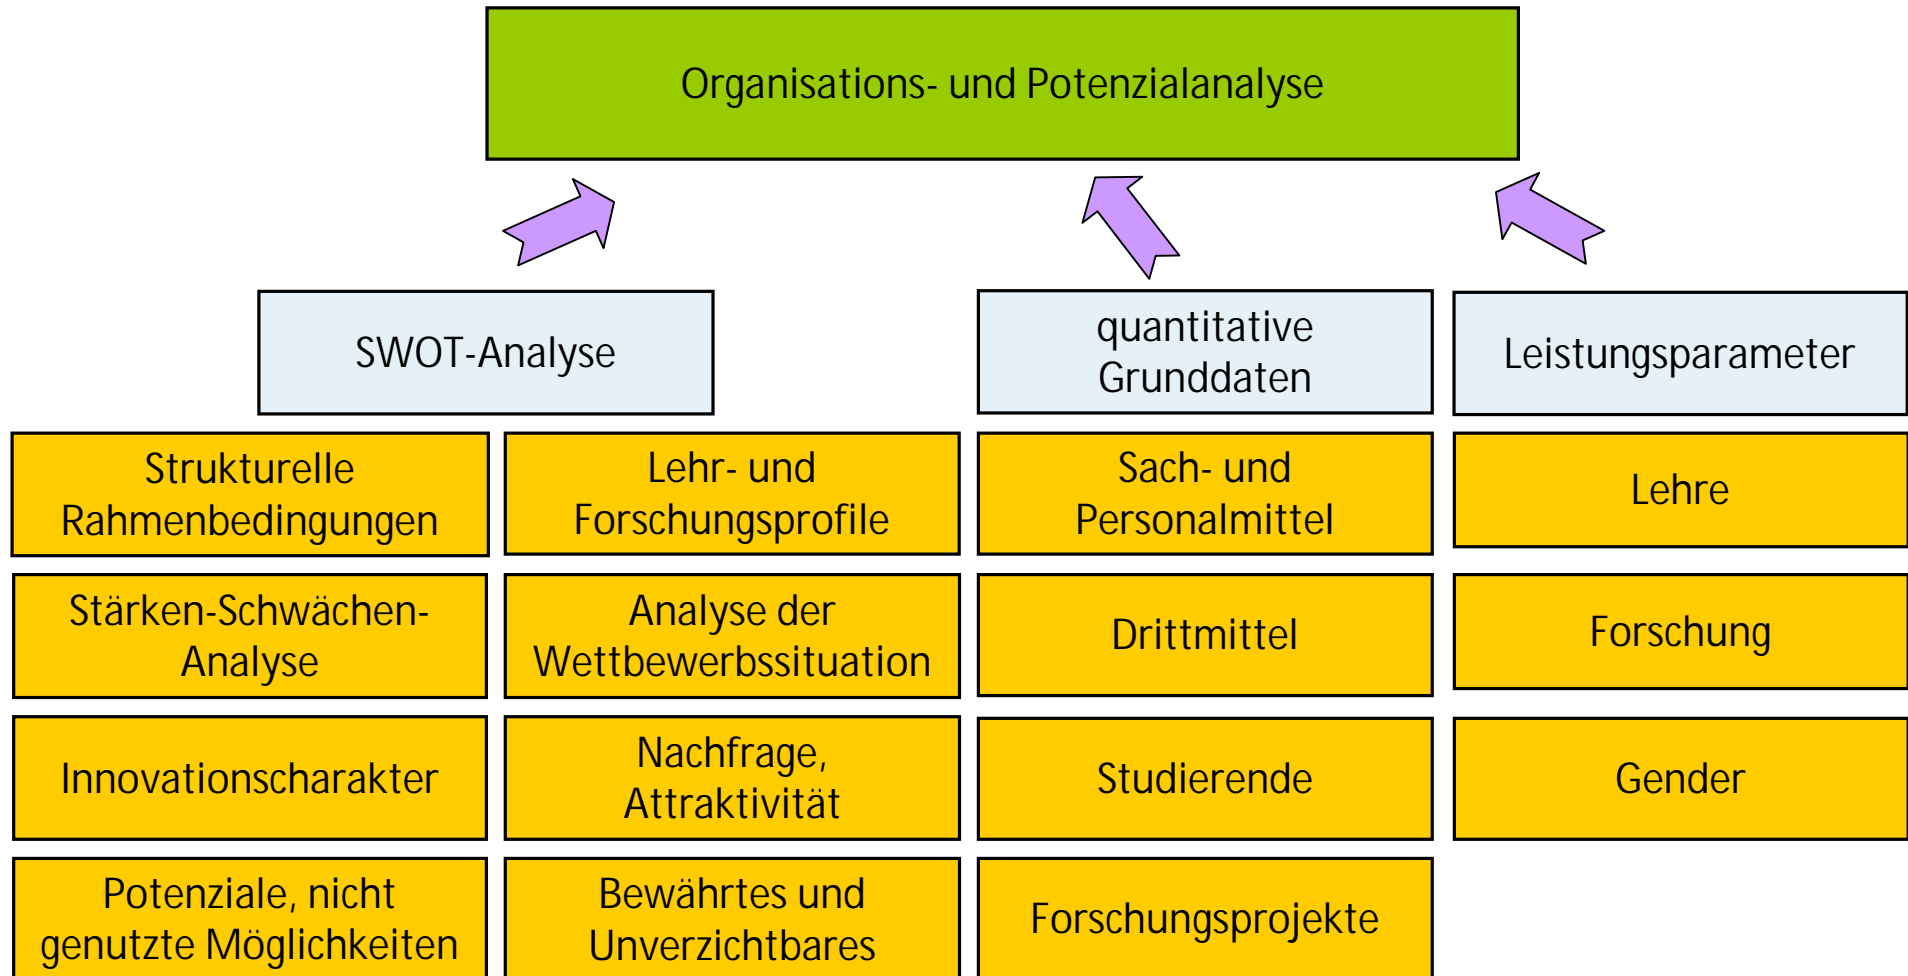 Organisations- und Potenzialanalyse
SWOT-Analyse
quantitative
Grunddaten
Leistungsparameter
Strukturelle
Rahmenbedingungen
Lehr- und
Forschungsprofile
Sach- und
Personalmittel
Lehre
Stärken-Schwächen-
Analyse
Analyse der
Wettbewerbssituation
Drittmittel
Forschung
Innovationscharakter
Nachfrage,
Attraktivität
Studierende
Gender
Potenziale, nicht
genutzte Möglichkeiten
Bewährtes und
Unverzichtbares
Forschungsprojekte